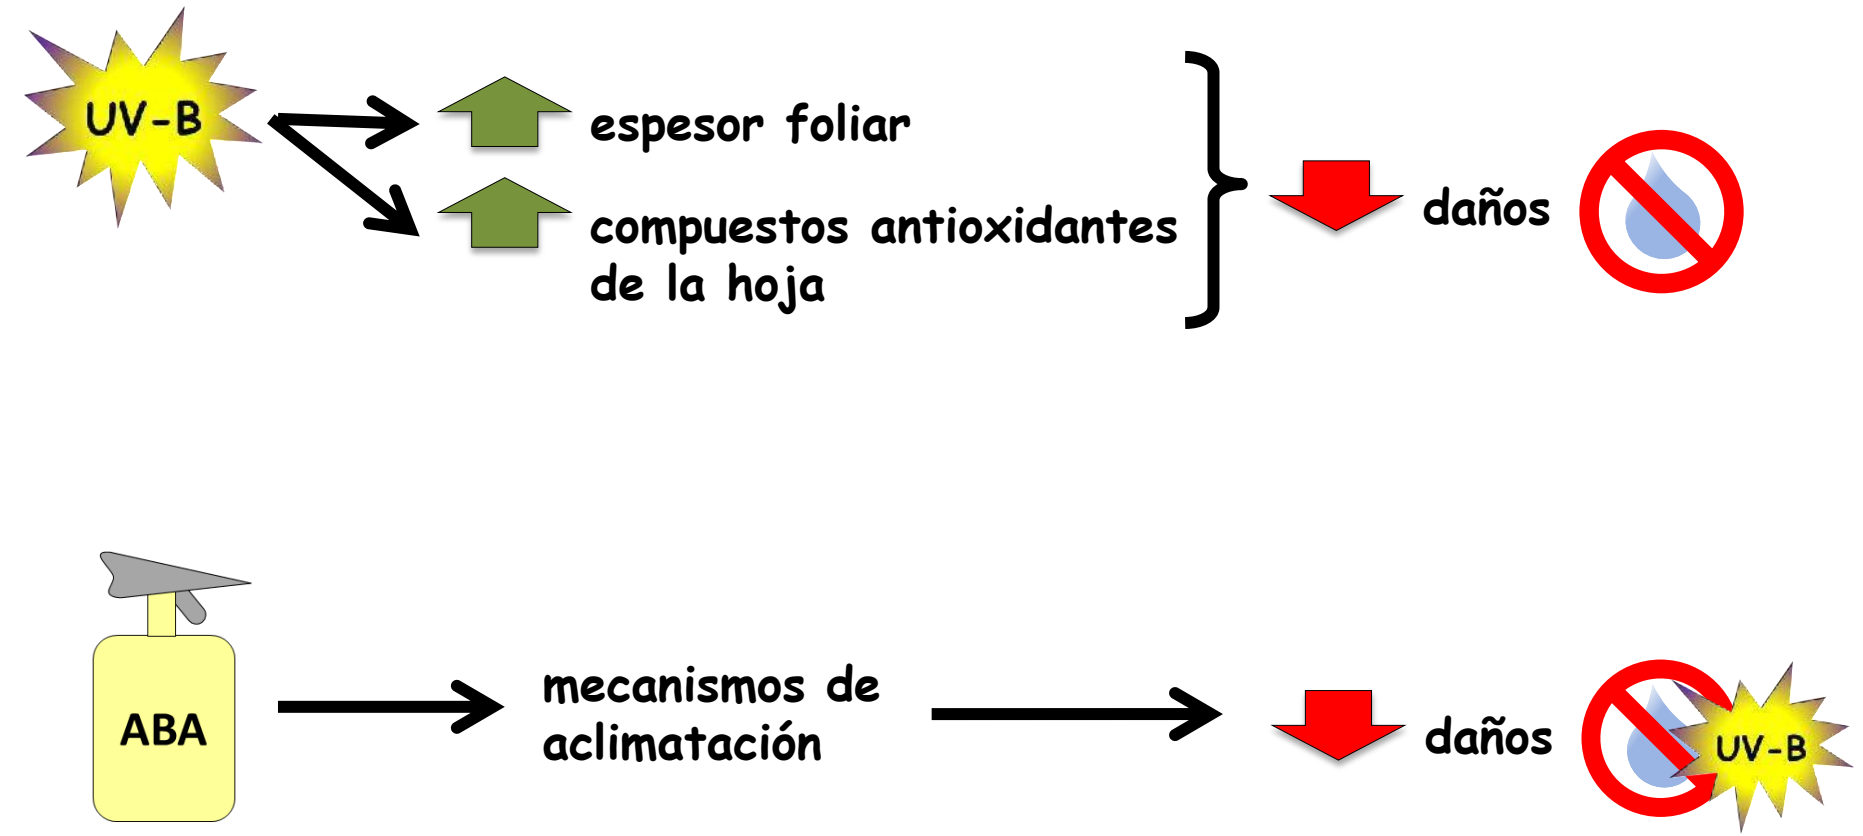 UV-B
espesor foliar
compuestos antioxidantes
de la hoja
daños
ABA
mecanismos de
aclimatación
daños
UV-B